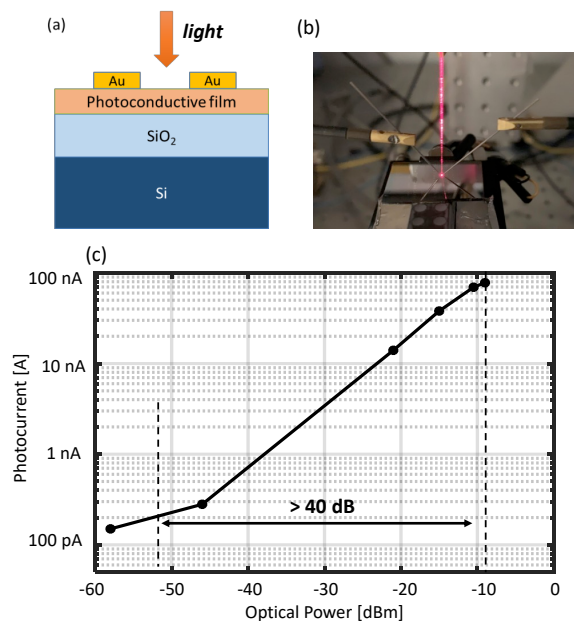 (a)
light
Au
Au
Photoconductive film
SiO₂
Si
(b)
(c)
100 nA
10 nA
1 nA
100 pA
Photocurrent [A]
> 40 dB
-60
-50
-40
-30
-20
-10
0
Optical Power [dBm]